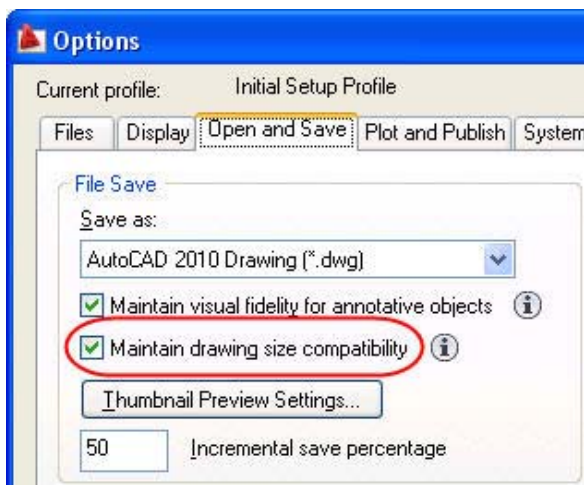 Options
Current profile: Initial Setup Profile
Files Display Open and Save Plot and Publish System
File Save
Save as:
AutoCAD 2010 Drawing (*.dwg)
Maintain visual fidelity for annotative objects
Maintain drawing size compatibility
Thumbnail Preview Settings...
50 Incremental save percentage